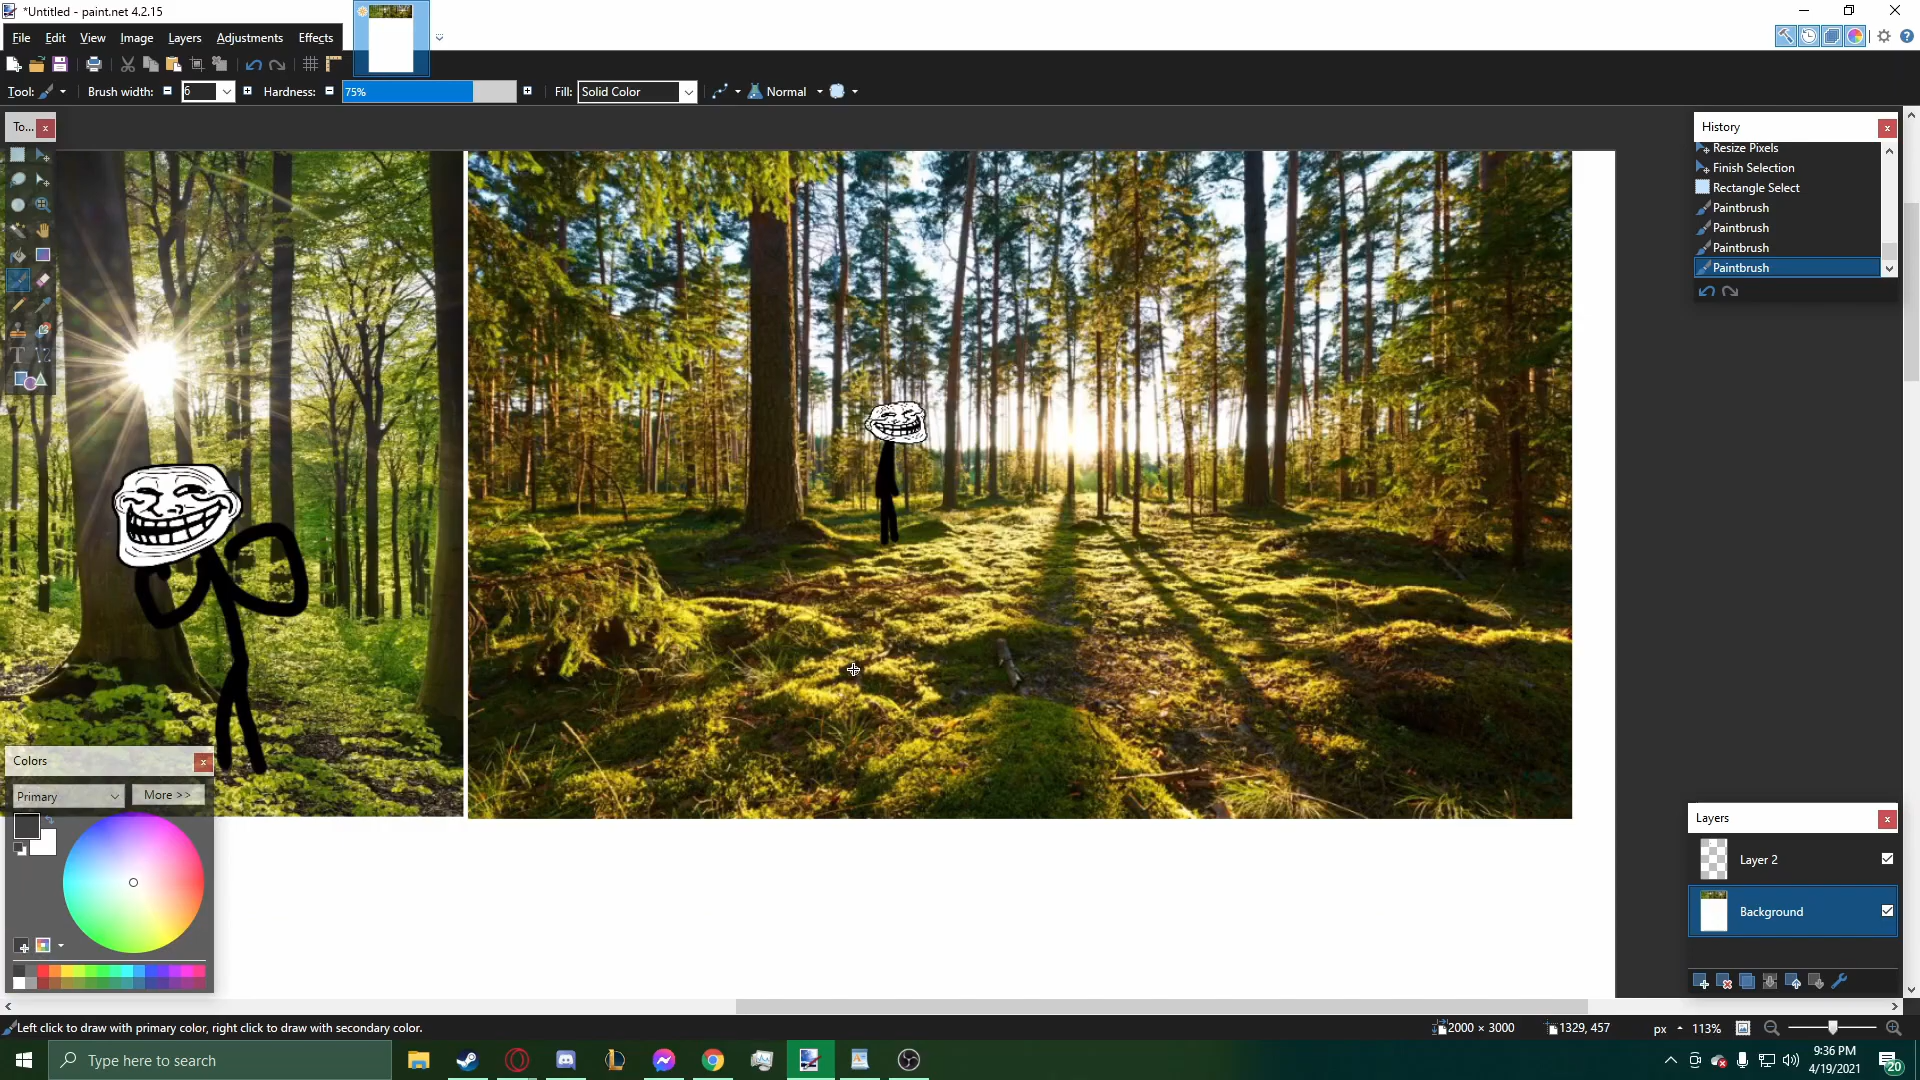 *Untitled - paint.net 4.2.15
File Edit View Image Layers Adjustments Effects
Tool: Brush width: 6 Hardness: 75% Fill: Solid Color Normal
To...
History
Resize Pixels
Finish Selection
Rectangle Select
Paintbrush
Paintbrush
Paintbrush
Paintbrush
Colors
Primary More >>
Layers
Layer 2
Background
Left click to draw with primary color, right click to draw with secondary color. 2000 × 3000 1329, 457 px 113%
Type here to search
9:36 PM
4/19/2021
20